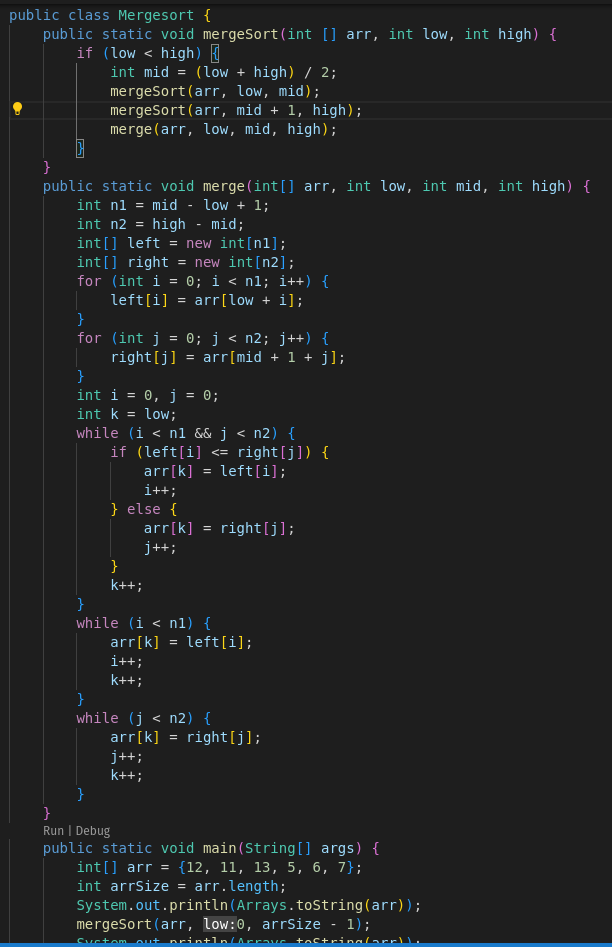 public class Mergesort {
    public static void mergeSort(int [] arr, int low, int high) {
        if (low < high) {
            int mid = (low + high) / 2;
            mergeSort(arr, low, mid);
            mergeSort(arr, mid + 1, high);
            merge(arr, low, mid, high);
        }
    }
    public static void merge(int[] arr, int low, int mid, int high) {
        int n1 = mid - low + 1;
        int n2 = high - mid;
        int[] left = new int[n1];
        int[] right = new int[n2];
        for (int i = 0; i < n1; i++) {
            left[i] = arr[low + i];
        }
        for (int j = 0; j < n2; j++) {
            right[j] = arr[mid + 1 + j];
        }
        int i = 0, j = 0;
        int k = low;
        while (i < n1 && j < n2) {
            if (left[i] <= right[j]) {
                arr[k] = left[i];
                i++;
            } else {
                arr[k] = right[j];
                j++;
            }
            k++;
        }
        while (i < n1) {
            arr[k] = left[i];
            i++;
            k++;
        }
        while (j < n2) {
            arr[k] = right[j];
            j++;
            k++;
        }
    }
    Run | Debug
    public static void main(String[] args) {
        int[] arr = {12, 11, 13, 5, 6, 7};
        int arrSize = arr.length;
        System.out.println(Arrays.toString(arr));
        mergeSort(arr, low:0, arrSize - 1);
        System.out.println(Arrays.toString(arr));